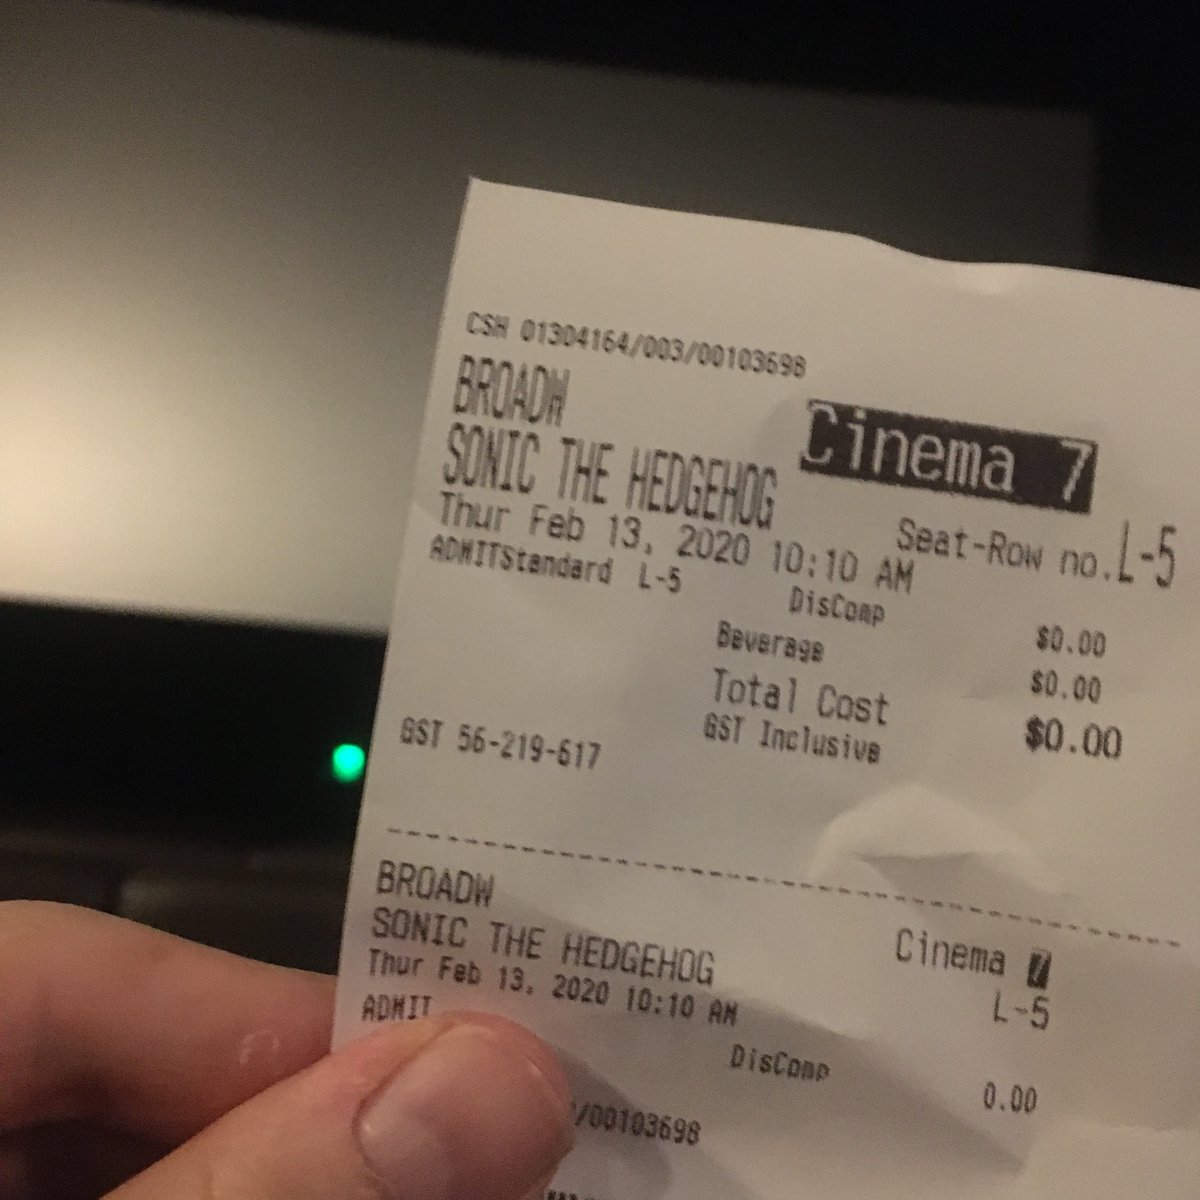 CSH 01304164/003/00103698
BROADW
Cinema 7
SONIC THE HEDGEHOG
Seat-Row no. L-5
Thur Feb 13, 2020 10:10 AM
ADMITStandard L-5
DisComp $0.00
Beverage $0.00
Total Cost $0.00
GST Inclusive
GST 56-219-617
BROADW
Cinema 7
SONIC THE HEDGEHOG
L-5
Thur Feb 13, 2020 10:10 AM
ADMIT
DisComp 0.00
/00103698